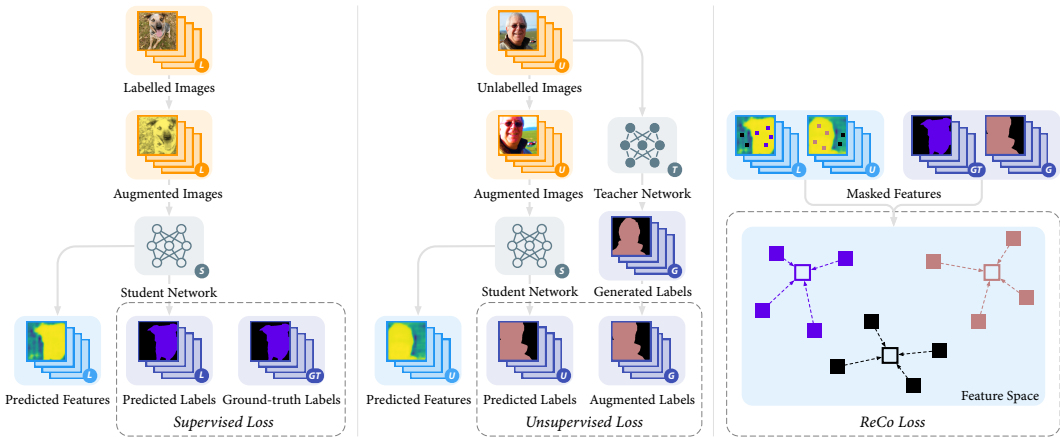 L
Labelled Images
L
Augmented Images
S
Student Network
L
Predicted Features
L
Predicted Labels
GT
Ground-truth Labels
Supervised Loss
U
Unlabelled Images
U
Augmented Images
T
Teacher Network
S
Student Network
G
Generated Labels
U
Predicted Features
U
Predicted Labels
G
Augmented Labels
Unsupervised Loss
L
U
GT
G
Masked Features
Feature Space
ReCo Loss